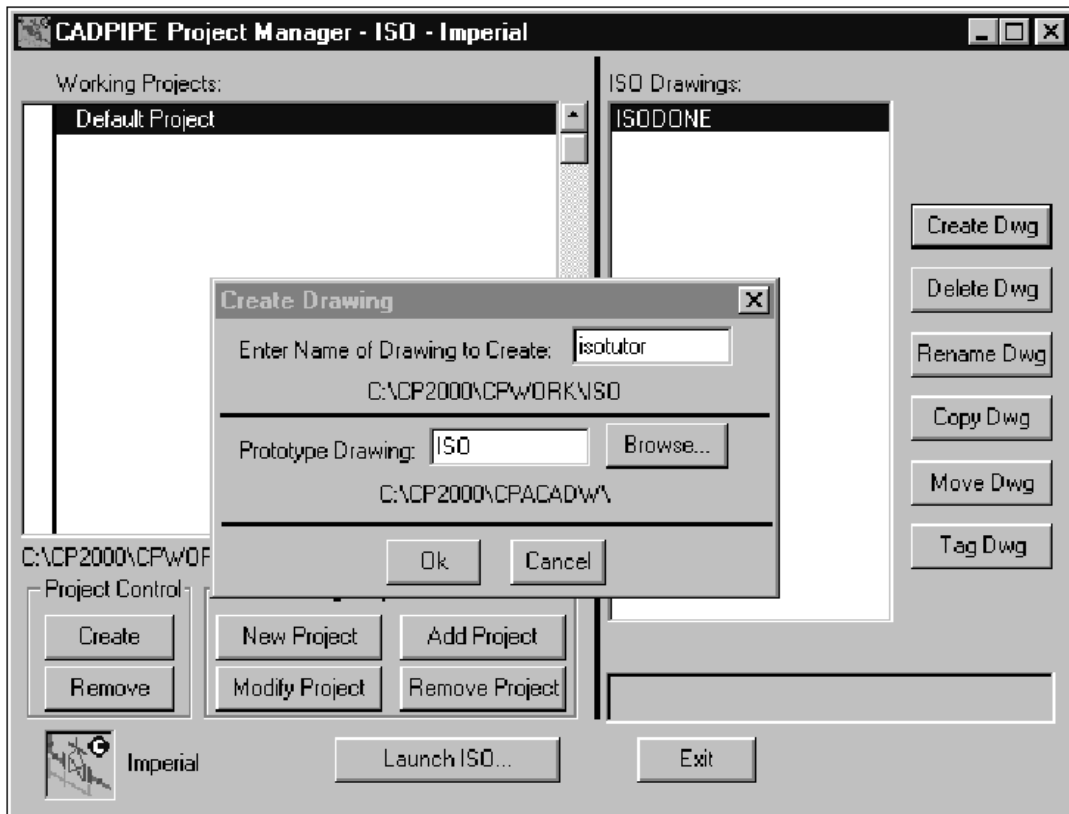 CADPIPE Project Manager - ISO - Imperial
Working Projects:
Default Project
ISO Drawings:
ISODONE
Create Dwg
Delete Dwg
Rename Dwg
Copy Dwg
Move Dwg
Tag Dwg
Create Drawing
Enter Name of Drawing to Create: isotutor
C:\CP2000\CPWORK\ISO
Prototype Drawing: ISO Browse...
C:\CP2000\CPACADW\
Ok Cancel
C:\CP2000\CPWOR
Project Control
Create
Remove
New Project Add Project
Modify Project Remove Project
C
Imperial
Launch ISO...
Exit